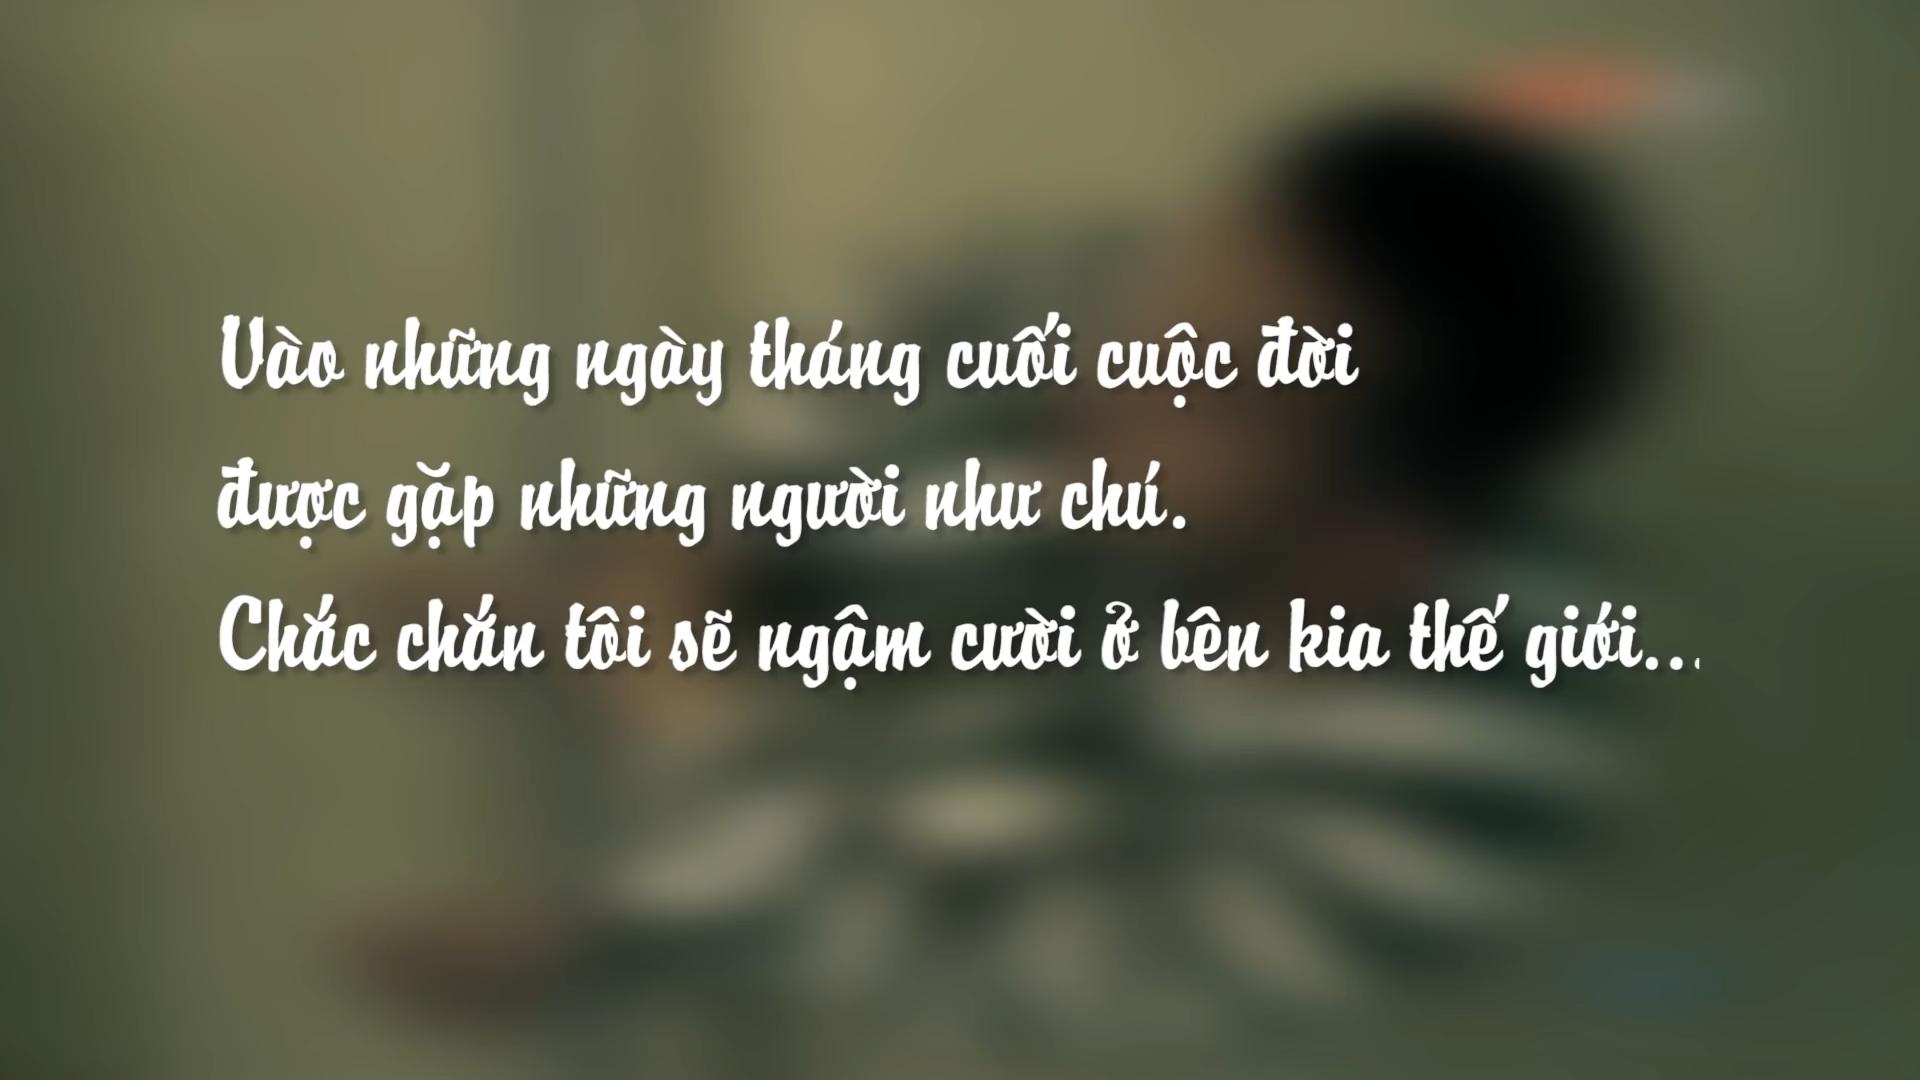 Vào những ngày tháng cuối cuộc đời
được gặp những người như chú.
Chắc chắn tôi sẽ ngậm cười ở bên kia thế giới...